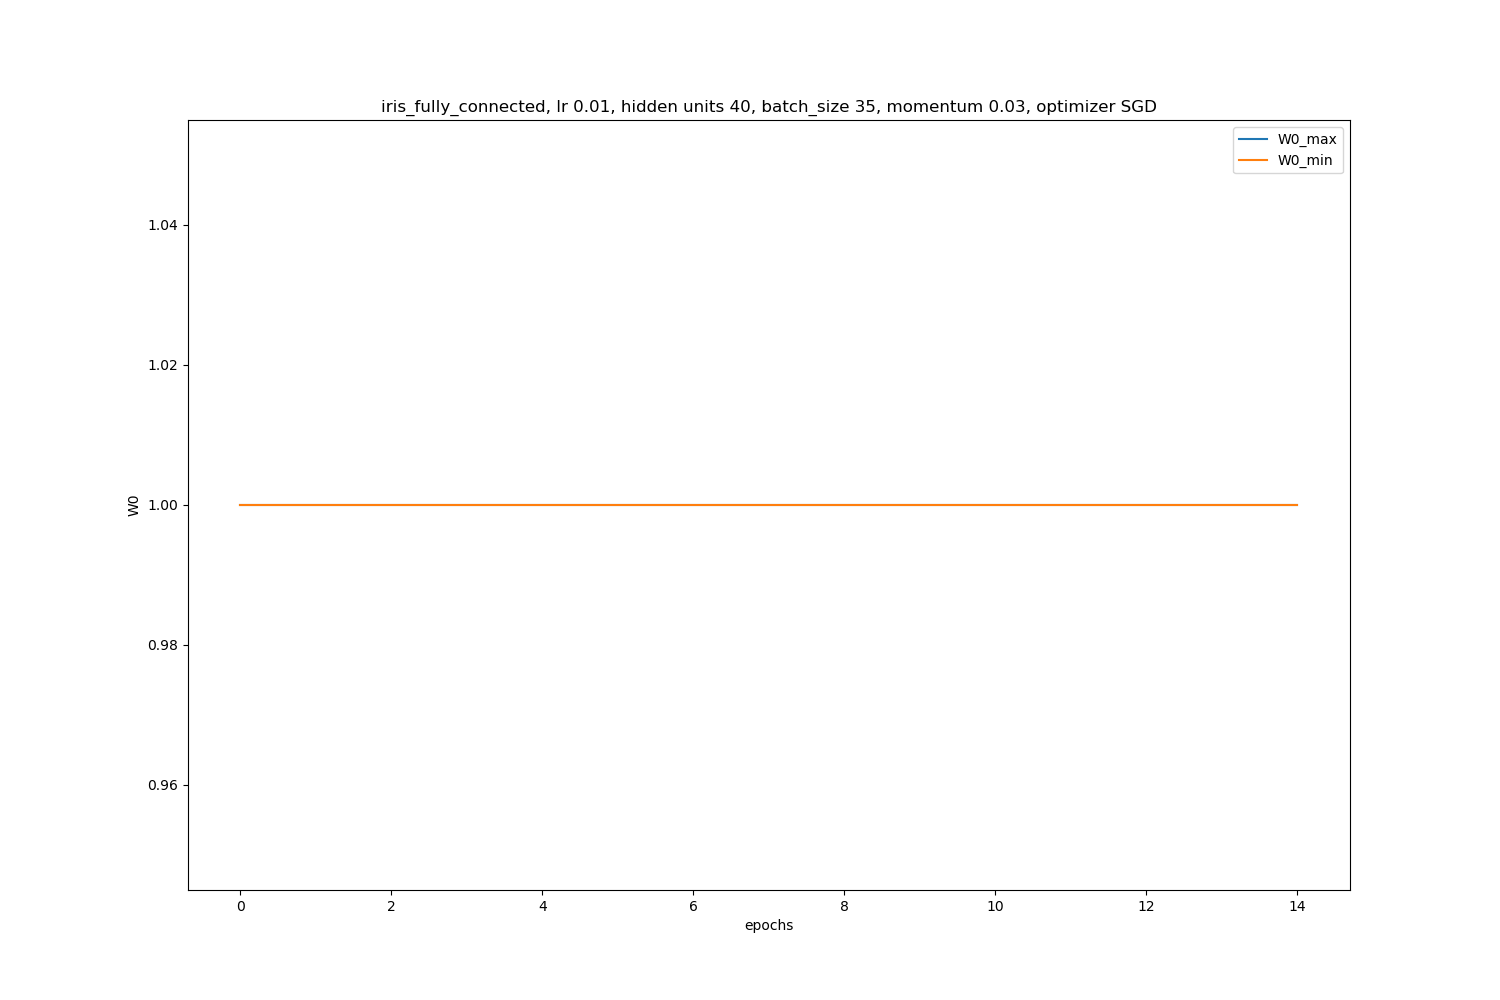 iris_fully_connected, lr 0.01, hidden units 40, batch_size 35, momentum 0.03, optimizer SGD
W0_max
W0_min
1.04
1.02
1.00
0.98
0.96
W0
0 2 4 6 8 10 12 14
epochs